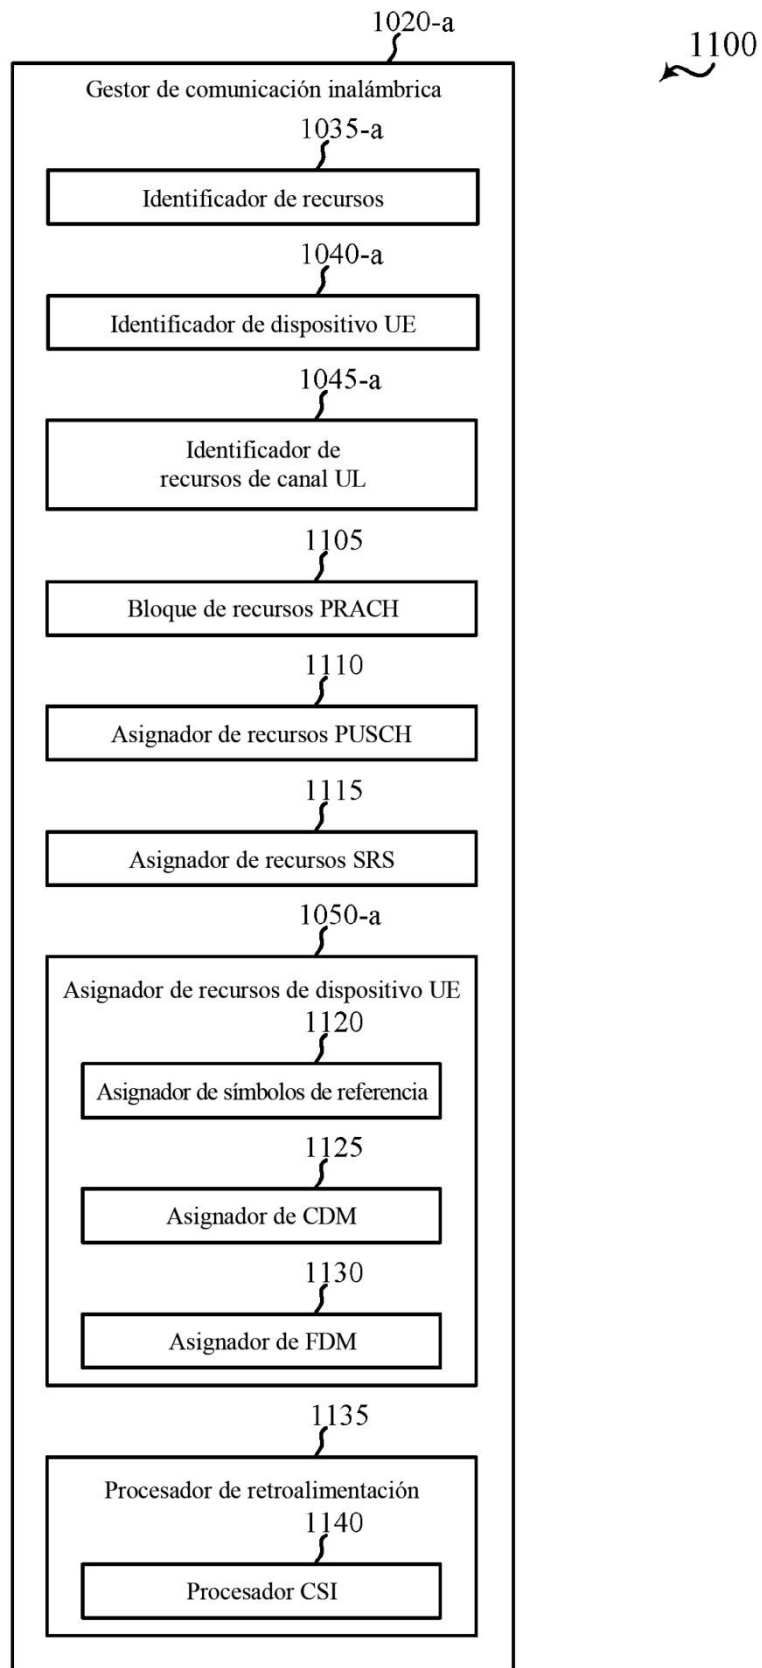 1020-a
1100
Gestor de comunicación inalámbrica
1035-a
Identificador de recursos
1040-a
Identificador de dispositivo UE
1045-a
Identificador de
recursos de canal UL
1105
Bloque de recursos PRACH
1110
Asignador de recursos PUSCH
1115
Asignador de recursos SRS
1050-a
Asignador de recursos de dispositivo UE
1120
Asignador de símbolos de referencia
1125
Asignador de CDM
1130
Asignador de FDM
1135
Procesador de retroalimentación
1140
Procesador CSI